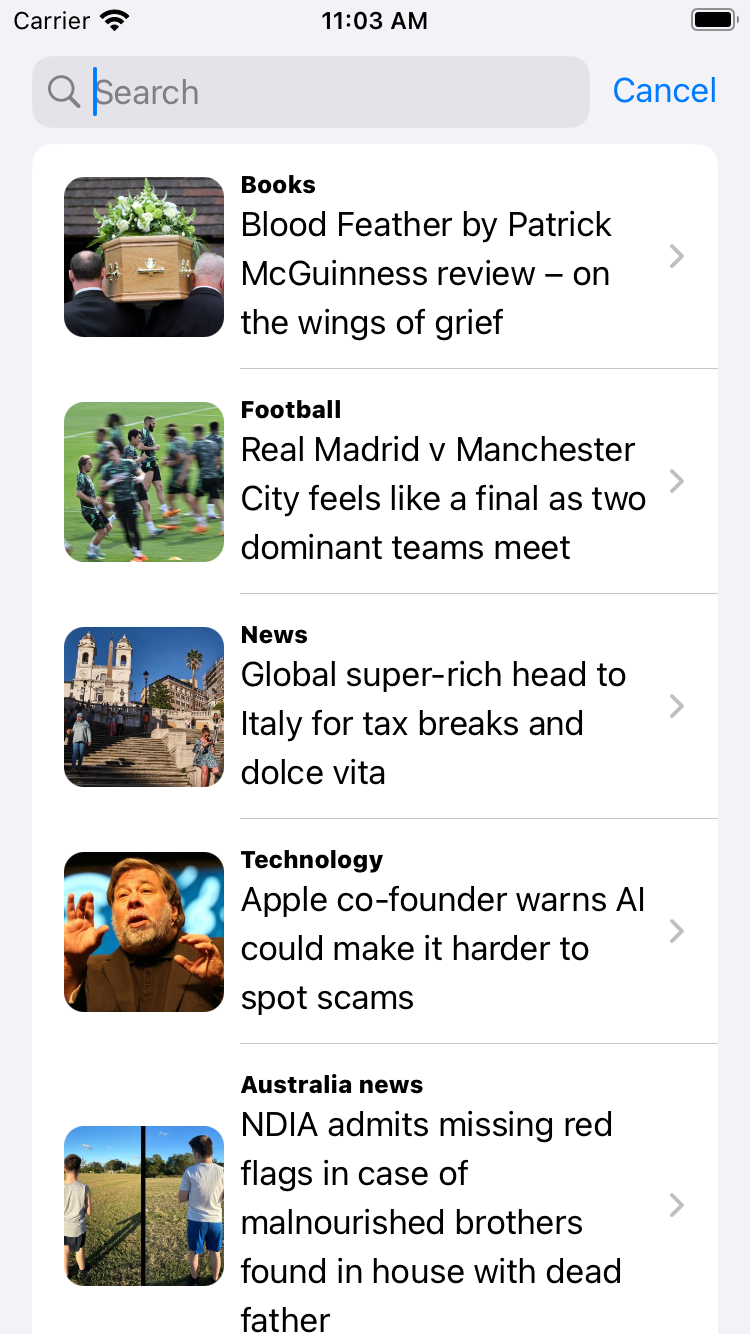 Carrier 11:03 AM
Search Cancel
Books
Blood Feather by Patrick
McGuinness review – on
the wings of grief
Football
Real Madrid v Manchester
City feels like a final as two
dominant teams meet
News
Global super-rich head to
Italy for tax breaks and
dolce vita
Technology
Apple co-founder warns AI
could make it harder to
spot scams
Australia news
NDIA admits missing red
flags in case of
malnourished brothers
found in house with dead
father